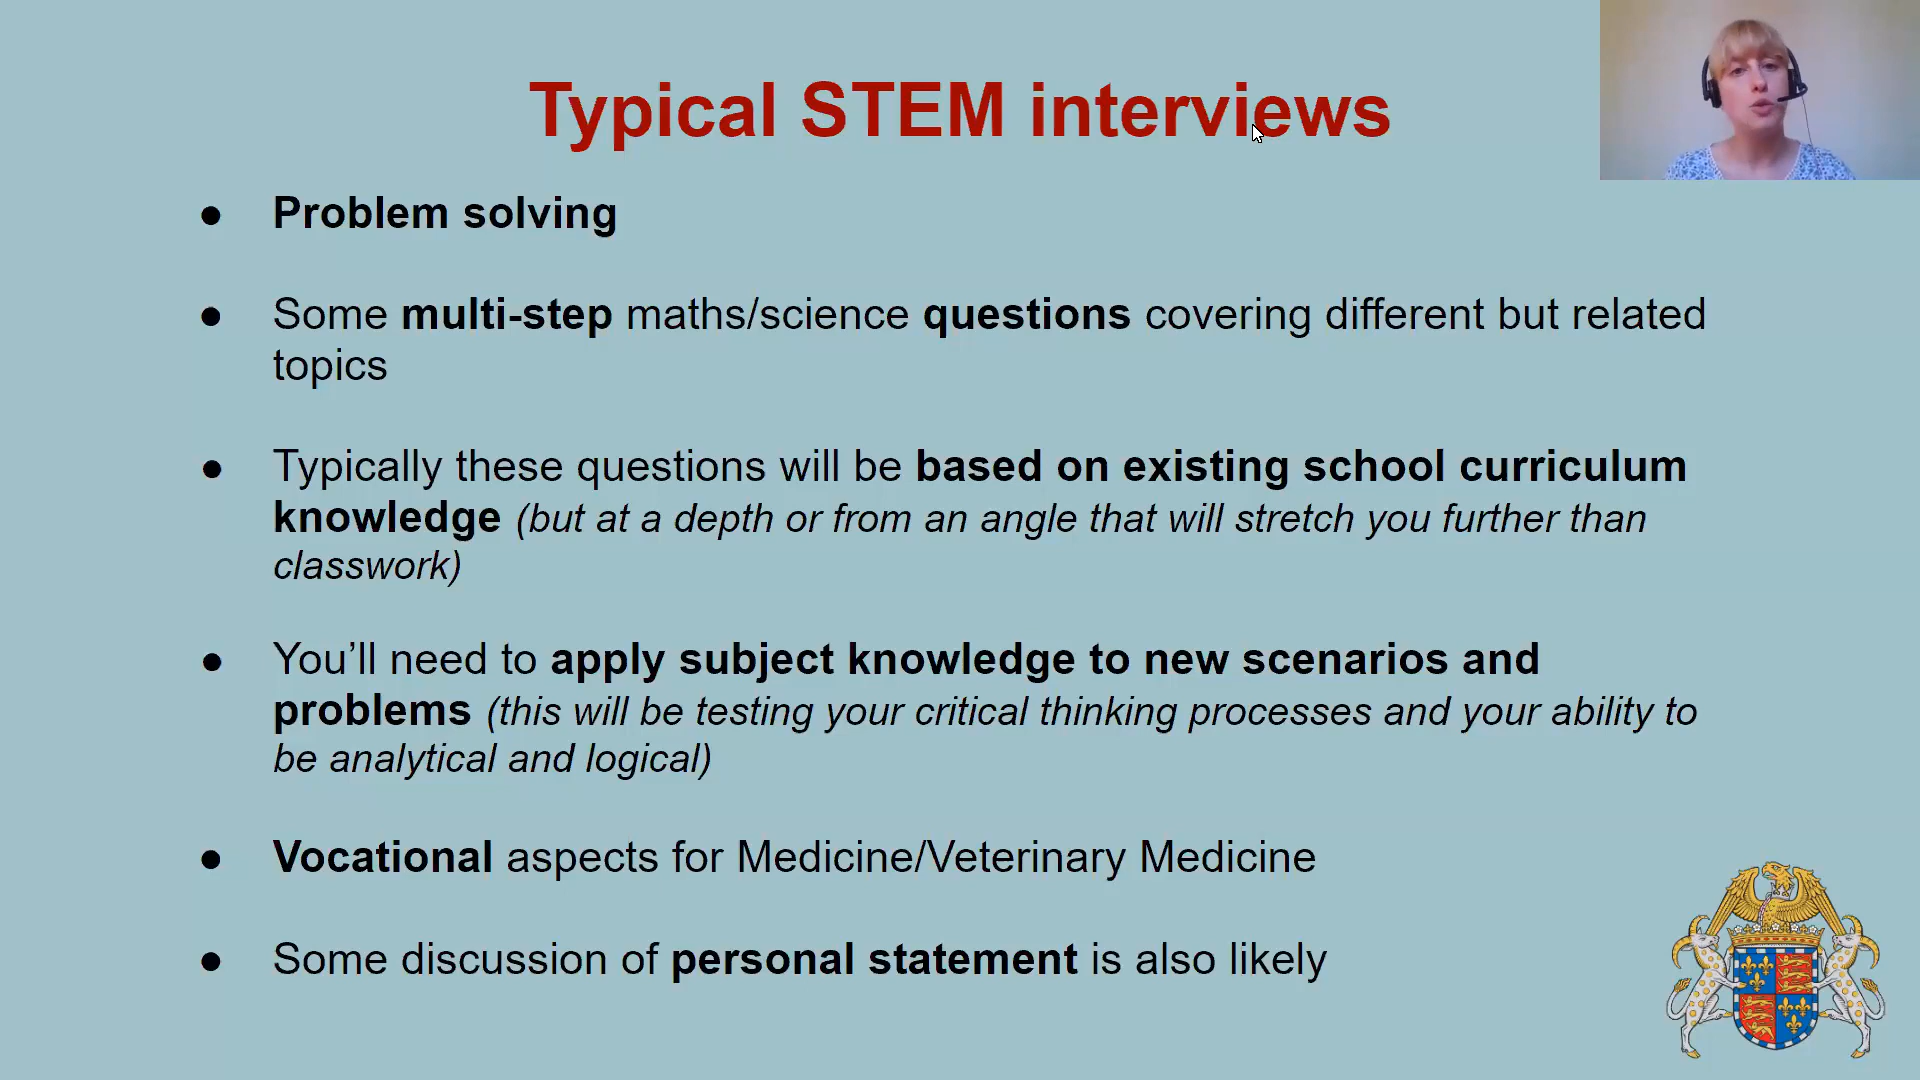 Typical STEM interviews
● Problem solving
● Some multi-step maths/science questions covering different but related
topics
● Typically these questions will be based on existing school curriculum
knowledge (but at a depth or from an angle that will stretch you further than
classwork)
● You’ll need to apply subject knowledge to new scenarios and
problems (this will be testing your critical thinking processes and your ability to
be analytical and logical)
● Vocational aspects for Medicine/Veterinary Medicine
● Some discussion of personal statement is also likely